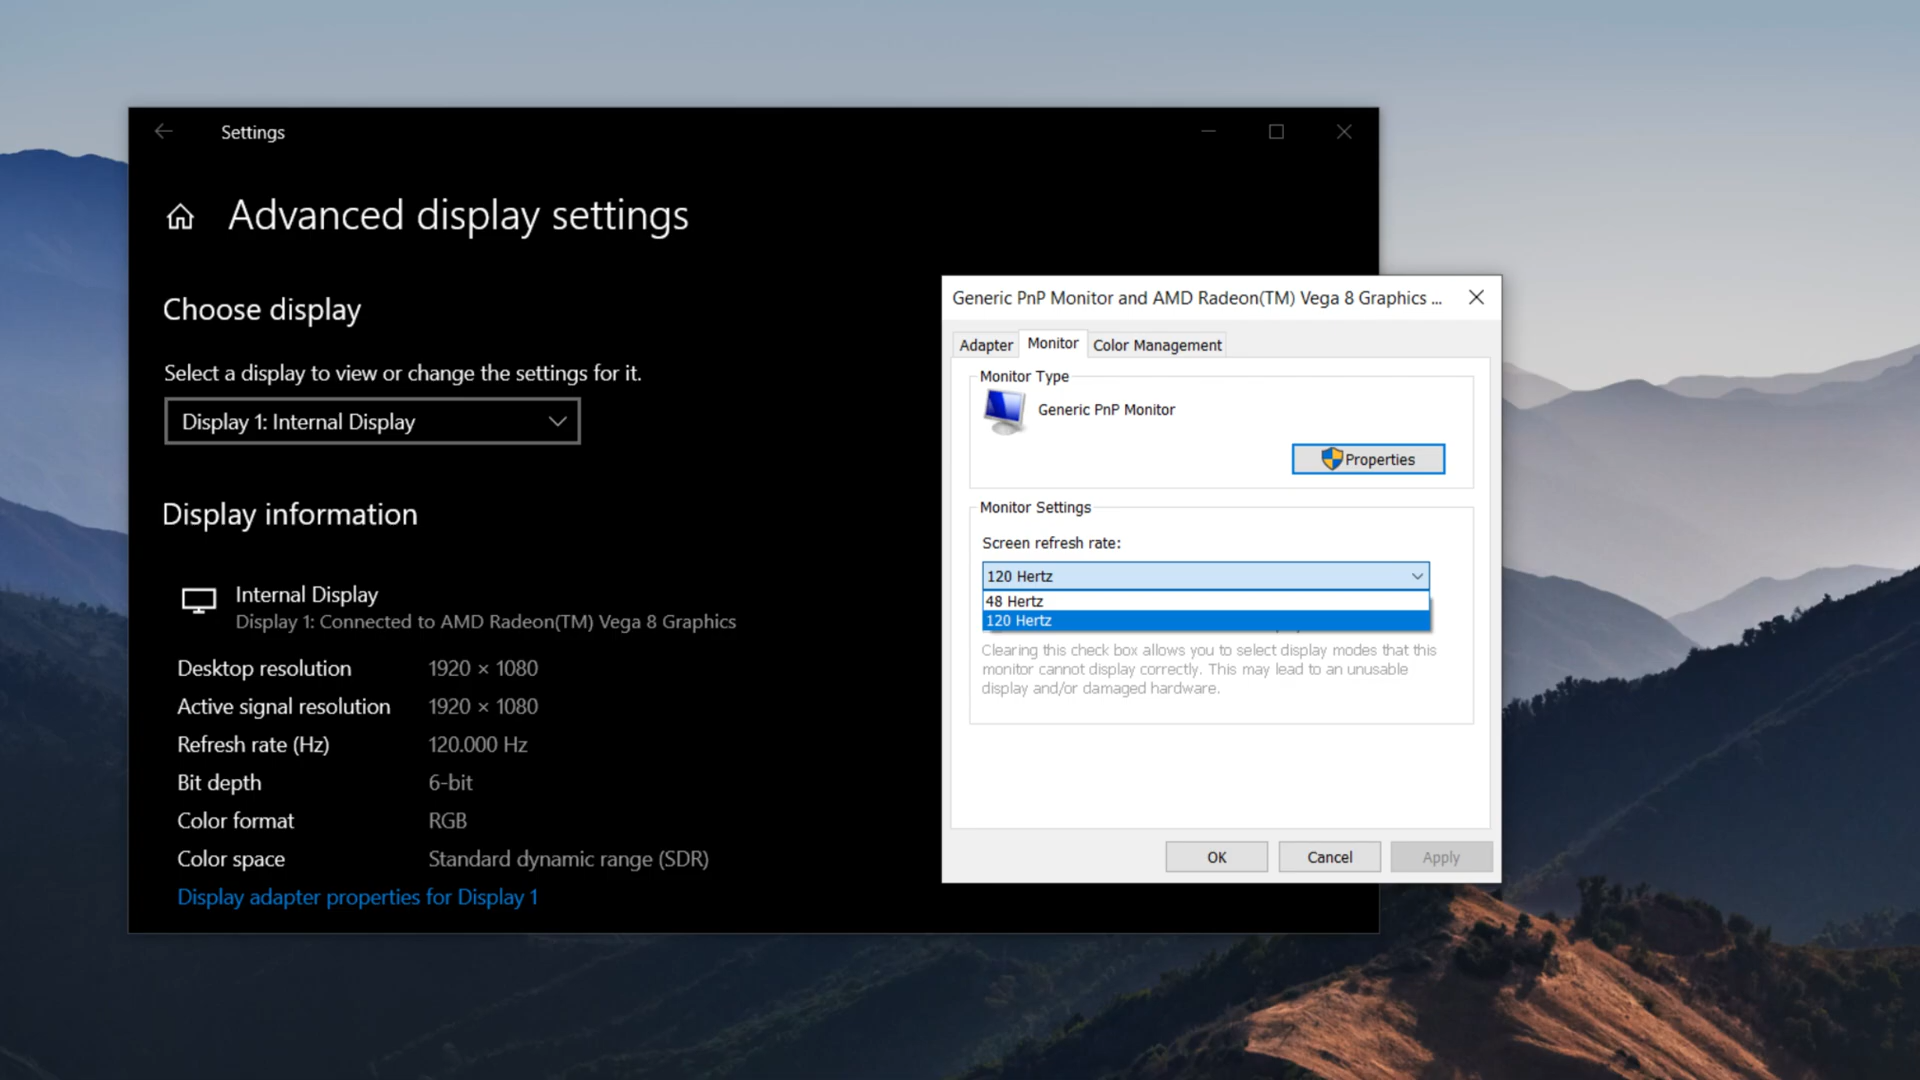 Settings
Advanced display settings
Choose display
Select a display to view or change the settings for it.
Display 1: Internal Display
Display information
Internal Display
Display 1: Connected to AMD Radeon(TM) Vega 8 Graphics
Desktop resolution 1920 × 1080
Active signal resolution 1920 × 1080
Refresh rate (Hz) 120.000 Hz
Bit depth 6-bit
Color format RGB
Color space Standard dynamic range (SDR)
Display adapter properties for Display 1
Generic PnP Monitor and AMD Radeon(TM) Vega 8 Graphics ...
Adapter Monitor Color Management
Monitor Type
Generic PnP Monitor
Properties
Monitor Settings
Screen refresh rate:
120 Hertz
48 Hertz
120 Hertz
Clearing this check box allows you to select display modes that this
monitor cannot display correctly. This may lead to an unusable
display and/or damaged hardware.
OK Cancel Apply